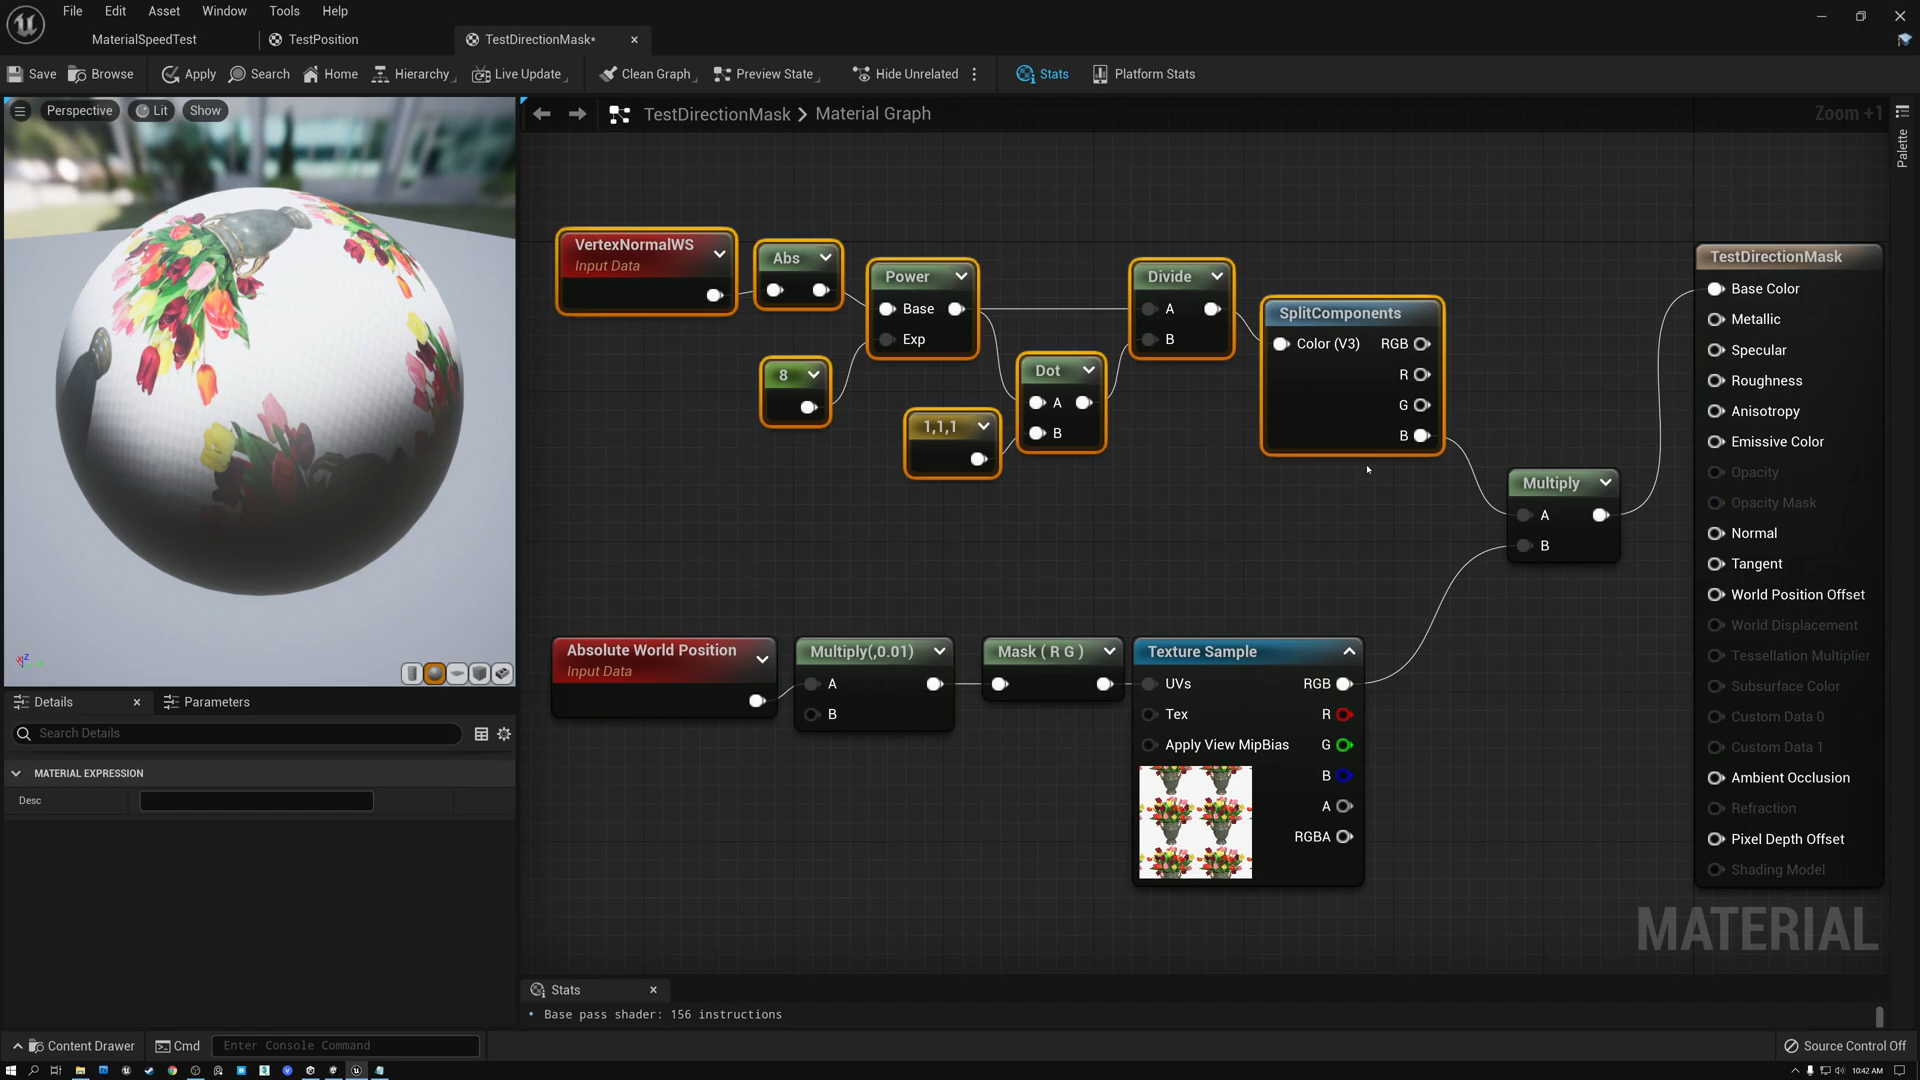 File Edit Asset Window Tools Help
MaterialSpeedTest TestPosition TestDirectionMask*
Save Browse Apply Search Home Hierarchy Live Update Clean Graph Preview State Hide Unrelated Stats Platform Stats
Perspective Lit Show
TestDirectionMask Material Graph Zoom +1
Palette
VertexNormalWS
Input Data
Abs
Power
Base
Exp
8
1,1,1
Dot
A
B
Divide
A
B
SplitComponents
Color (V3) RGB
R
G
B
Multiply
A
B
TestDirectionMask
Base Color
Metallic
Specular
Roughness
Anisotropy
Emissive Color
Opacity
Opacity Mask
Normal
Tangent
World Position Offset
World Displacement
Tessellation Multiplier
Subsurface Color
Custom Data 0
Custom Data 1
Ambient Occlusion
Refraction
Pixel Depth Offset
Shading Model
Absolute World Position
Input Data
Multiply(,0.01)
A
B
Mask ( R G )
Texture Sample
UVs RGB
Tex R
Apply View MipBias G
B
A
RGBA
MATERIAL
Details Parameters
Search Details
MATERIAL EXPRESSION
Desc
Stats
Base pass shader: 156 instructions
Content Drawer Cmd Enter Console Command Source Control Off
10:42 AM